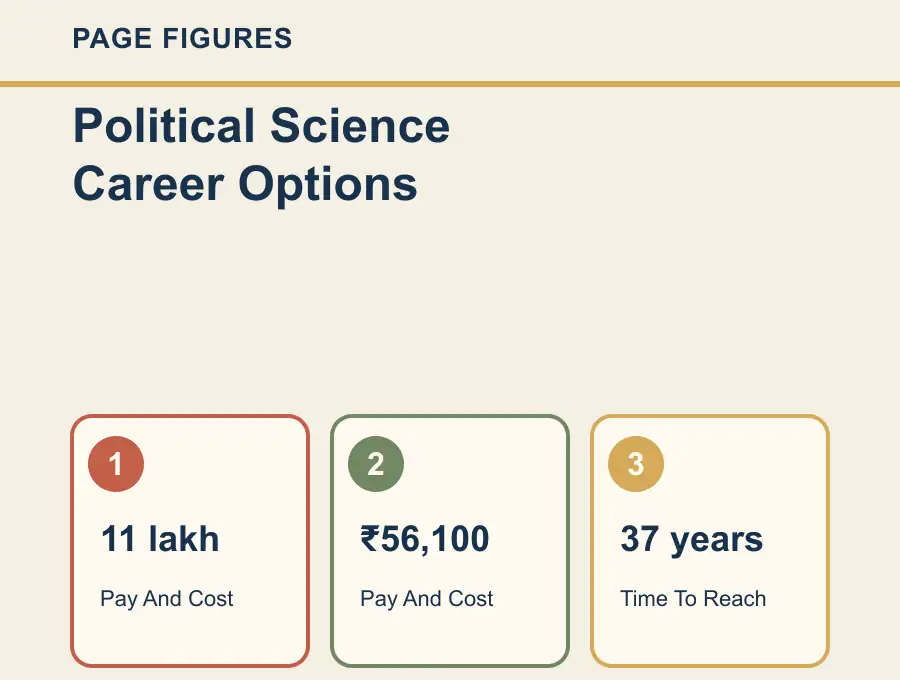 PAGE FIGURES
Political Science
Career Options
1
11 lakh
Pay And Cost
2
₹56,100
Pay And Cost
3
37 years
Time To Reach